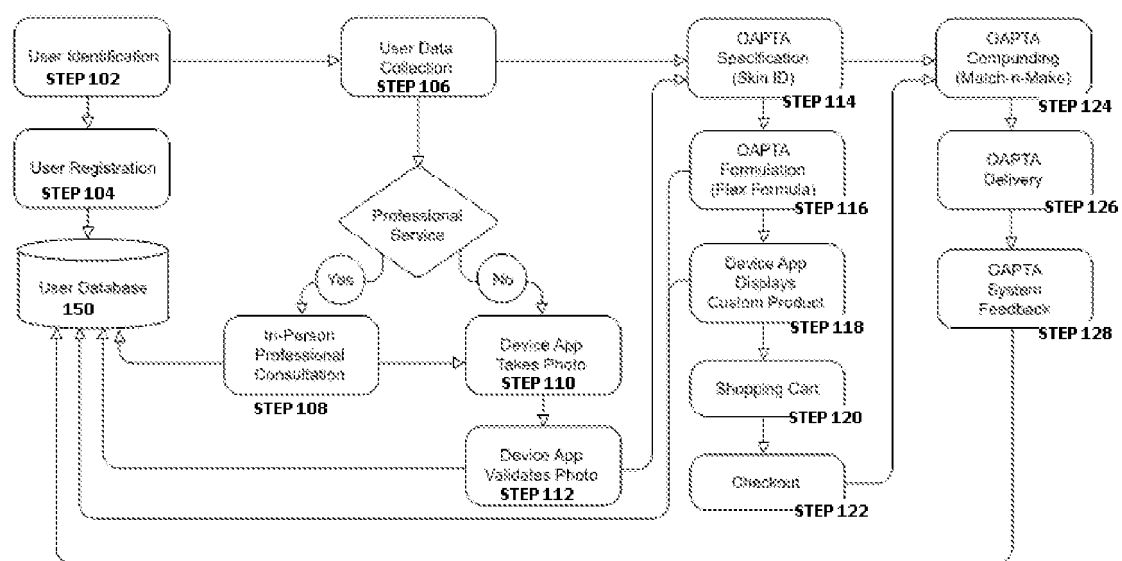 User Identification
STEP 102
User Registration
STEP 104
User Database
150
User Data
Collection
STEP 106
Professional
Service
Yes
No
In-Person
Professional
Consultation
STEP 108
Device App
Takes Photo
STEP 110
Device App
Validates Photo
STEP 112
OAPTA
Specification
(Skin ID)
STEP 114
OAPTA
Formulation
(Flex Formula)
STEP 116
Device App
Displays
Custom Product
STEP 118
Shopping Cart
STEP 120
Checkout
STEP 122
OAPTA
Compunding
(Match-n-Make)
STEP 124
OAPTA
Delivery
STEP 126
OAPTA
System
Feedback
STEP 128